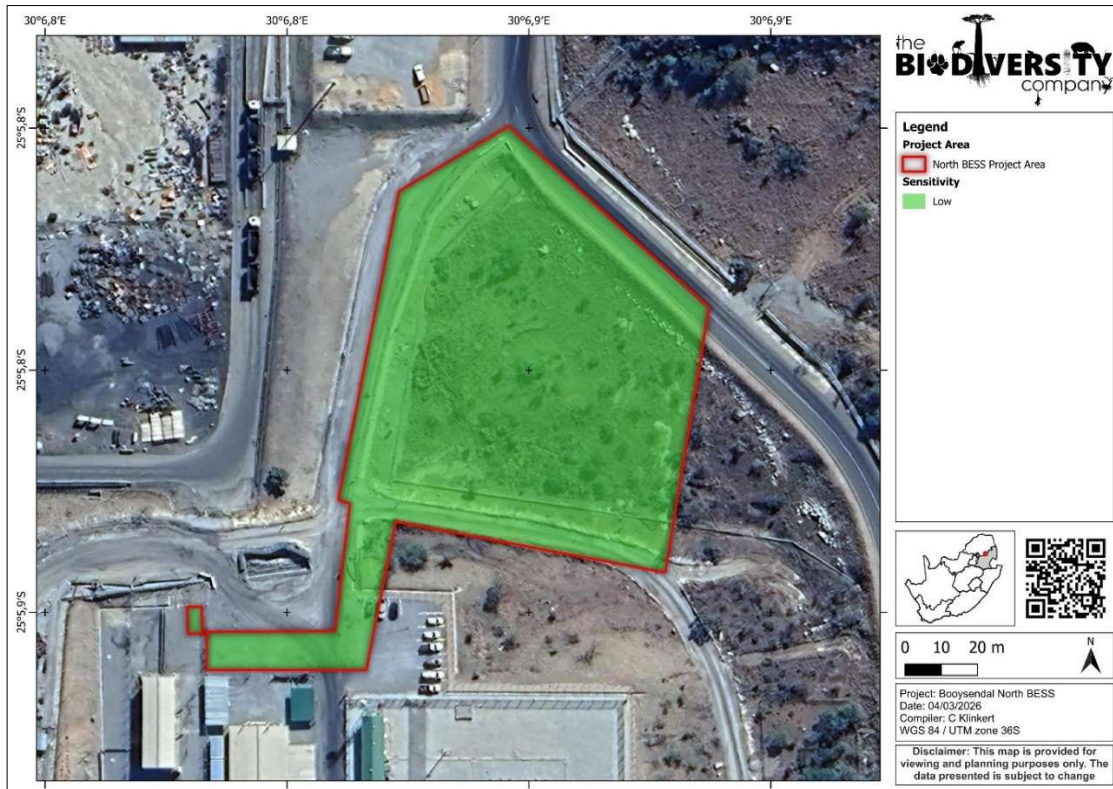 30°6,8'E 30°6,8'E 30°6,9'E 30°6,9'E
25°5,8'S
25°5,8'S
25°5,9'S
the
BIODIVERSITY
company
Legend
Project Area
North BESS Project Area
Sensitivity
Low
0 10 20 m
N
Project: Booysendal North BESS
Date: 04/03/2026
Compiler: C Klinkert
WGS 84 / UTM zone 36S
Disclaimer: This map is provided for
viewing and planning purposes only. The
data presented is subject to change